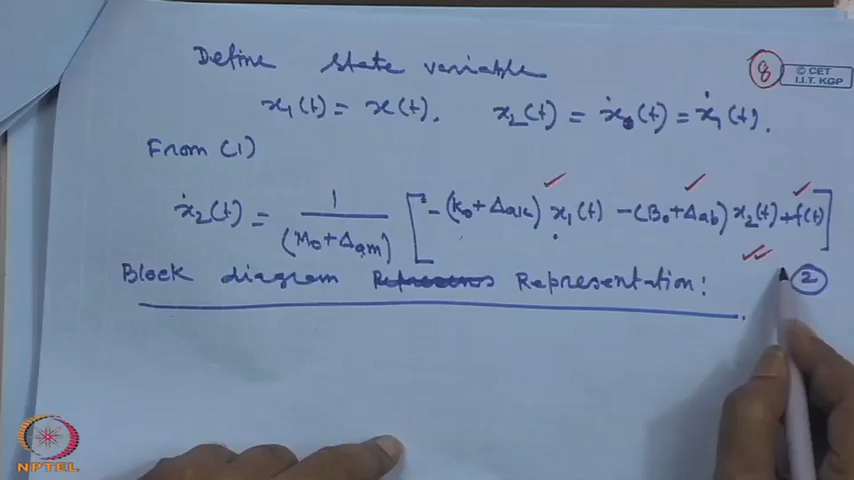 Define state variable
8
© CET
I.I.T. KGP
x₁(t) = x(t). x₂(t) = ẋ(t) = ẋ₁(t).
From (1)
ẋ₂(t) = 1/(M₀+Δₐₘ) [-(K₀+Δₐₖ) x₁(t) -(B₀+Δab) x₂(t) + f(t)]
2
Block diagram Representation:
NPTEL